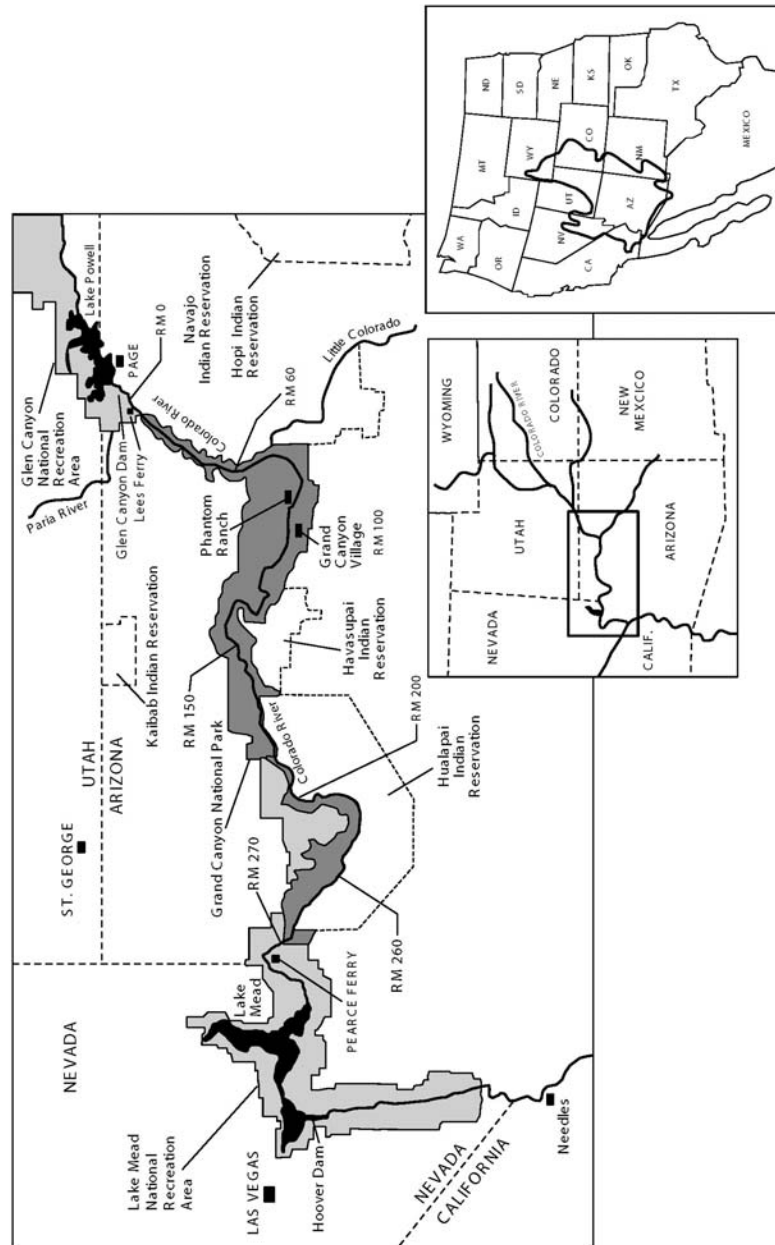 NEVADA
UTAH
ARIZONA
ST. GEORGE
Kaibab Indian Reservation
Paria River
Glen Canyon
National
Recreation
Area
Glen Canyon Dam
Lees Ferry
Lake Powell
PAGE
RM 0
Lake Mead
National
Recreation
Area
Lake
Mead
LAS VEGAS
Hoover Dam
PEARCE FERRY
RM 270
RM 260
Grand Canyon National Park
RM 150
Colorado River
RM 200
Phantom
Ranch
Grand
Canyon
Village
RM100
Colorado River
RM 60
Navajo
Indian Reservation
Hopi Indian
Reservation
Little Colorado
Havasupai
Indian
Reservation
Hualapai
Indian
Reservation
NEVADA
CALIFORNIA
Needles
WYOMING
NEVADA
UTAH
COLORADO
COLORADO RIVER
CALIF.
ARIZONA
NEW
MEXICO
WA
MT
ND
OR
ID
WY
SD
NE
NV
UT
CO
KS
CA
AZ
NM
OK
TX
MEXICO